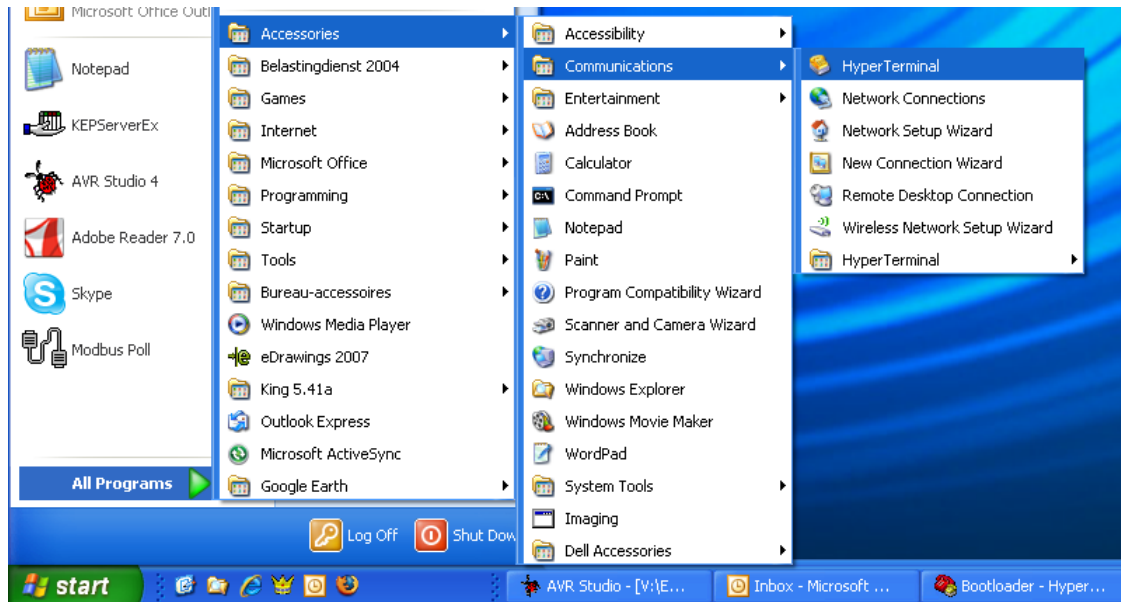 Microsoft Office Outl
Notepad
KEPServerEx
AVR Studio 4
Adobe Reader 7.0
Skype
Modbus Poll
All Programs
Accessories
Belastingdienst 2004
Games
Internet
Microsoft Office
Programming
Startup
Tools
Bureau-accessoires
Windows Media Player
eDrawings 2007
King 5.41a
Outlook Express
Microsoft ActiveSync
Google Earth
Accessibility
Communications
Entertainment
Address Book
Calculator
Command Prompt
Notepad
Paint
Program Compatibility Wizard
Scanner and Camera Wizard
Synchronize
Windows Explorer
Windows Movie Maker
WordPad
System Tools
Imaging
Dell Accessories
HyperTerminal
Network Connections
Network Setup Wizard
New Connection Wizard
Remote Desktop Connection
Wireless Network Setup Wizard
HyperTerminal
Log Off
Shut Dow
start
AVR Studio - [V:\E...
Inbox - Microsoft ...
Bootloader - Hyper...